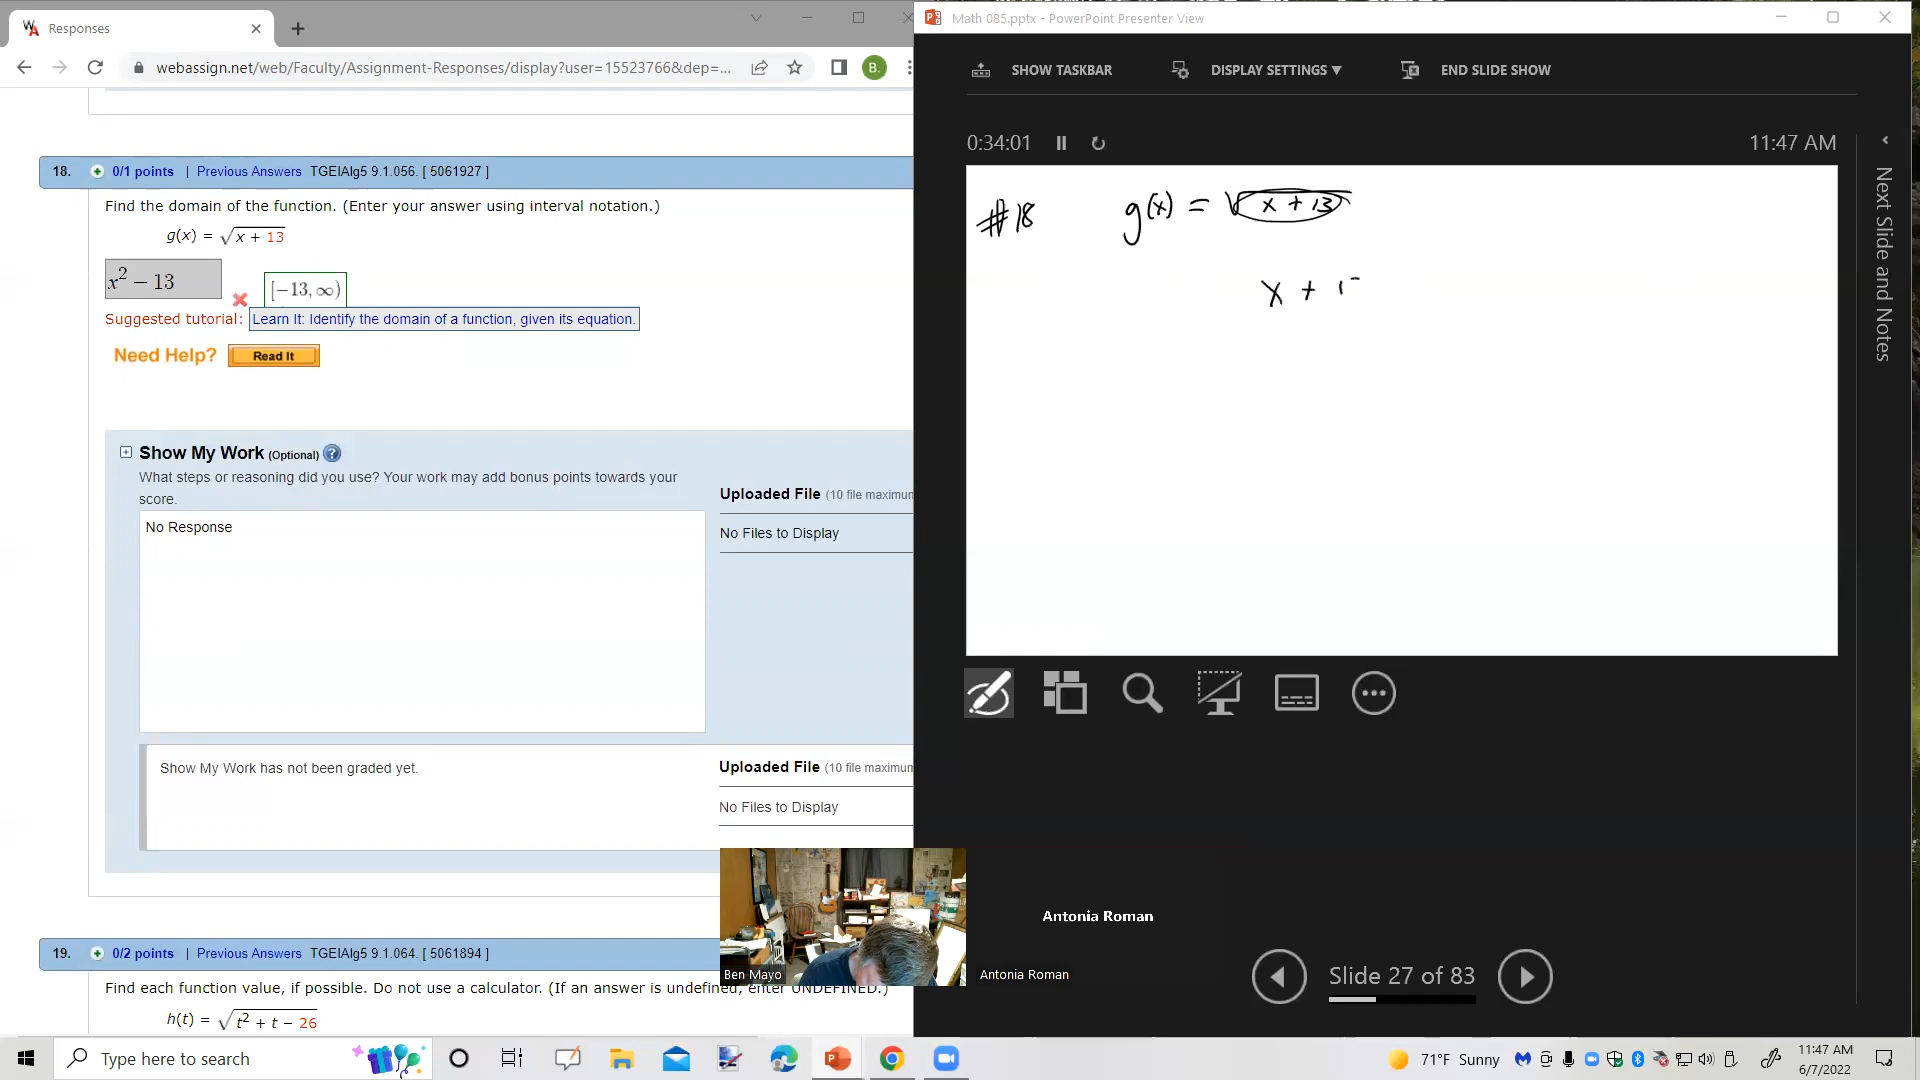 Responses
Math 085.pptx - PowerPoint Presenter View
webassign.net/web/Faculty/Assignment-Responses/display?user=15523766&dep=...
B.
SHOW TASKBAR
DISPLAY SETTINGS ▼
END SLIDE SHOW
0:34:01
11:47 AM
18. 0/1 points | Previous Answers TGEIAlg5 9.1.056. [ 5061927 ]
Find the domain of the function. (Enter your answer using interval notation.)
g(x) = √x + 13
x² − 13
[−13, ∞)
Suggested tutorial: Learn It: Identify the domain of a function, given its equation.
Need Help? Read It
#18 g(x) = √x + 13
x + 1
Next Slide and Notes
Show My Work (Optional) ?
What steps or reasoning did you use? Your work may add bonus points towards your
score.
Uploaded File (10 file maximum
No Response
No Files to Display
Show My Work has not been graded yet.
Uploaded File (10 file maximum
No Files to Display
Ben Mayo
Antonia Roman
Antonia Roman
Slide 27 of 83
19. 0/2 points | Previous Answers TGEIAlg5 9.1.064. [ 5061894 ]
Find each function value, if possible. Do not use a calculator. (If an answer is undefined, enter UNDEFINED.)
h(t) = √t² + t − 26
Type here to search
71°F Sunny
11:47 AM
6/7/2022